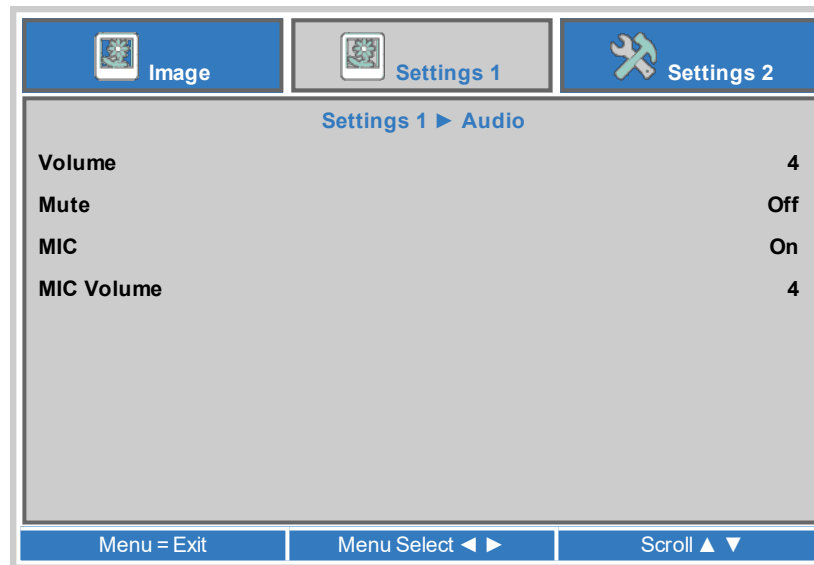 Image Settings 1 Settings 2
Settings 1 ► Audio
Volume 4
Mute Off
MIC On
MIC Volume 4
Menu = Exit Menu Select ◄ ► Scroll ▲ ▼